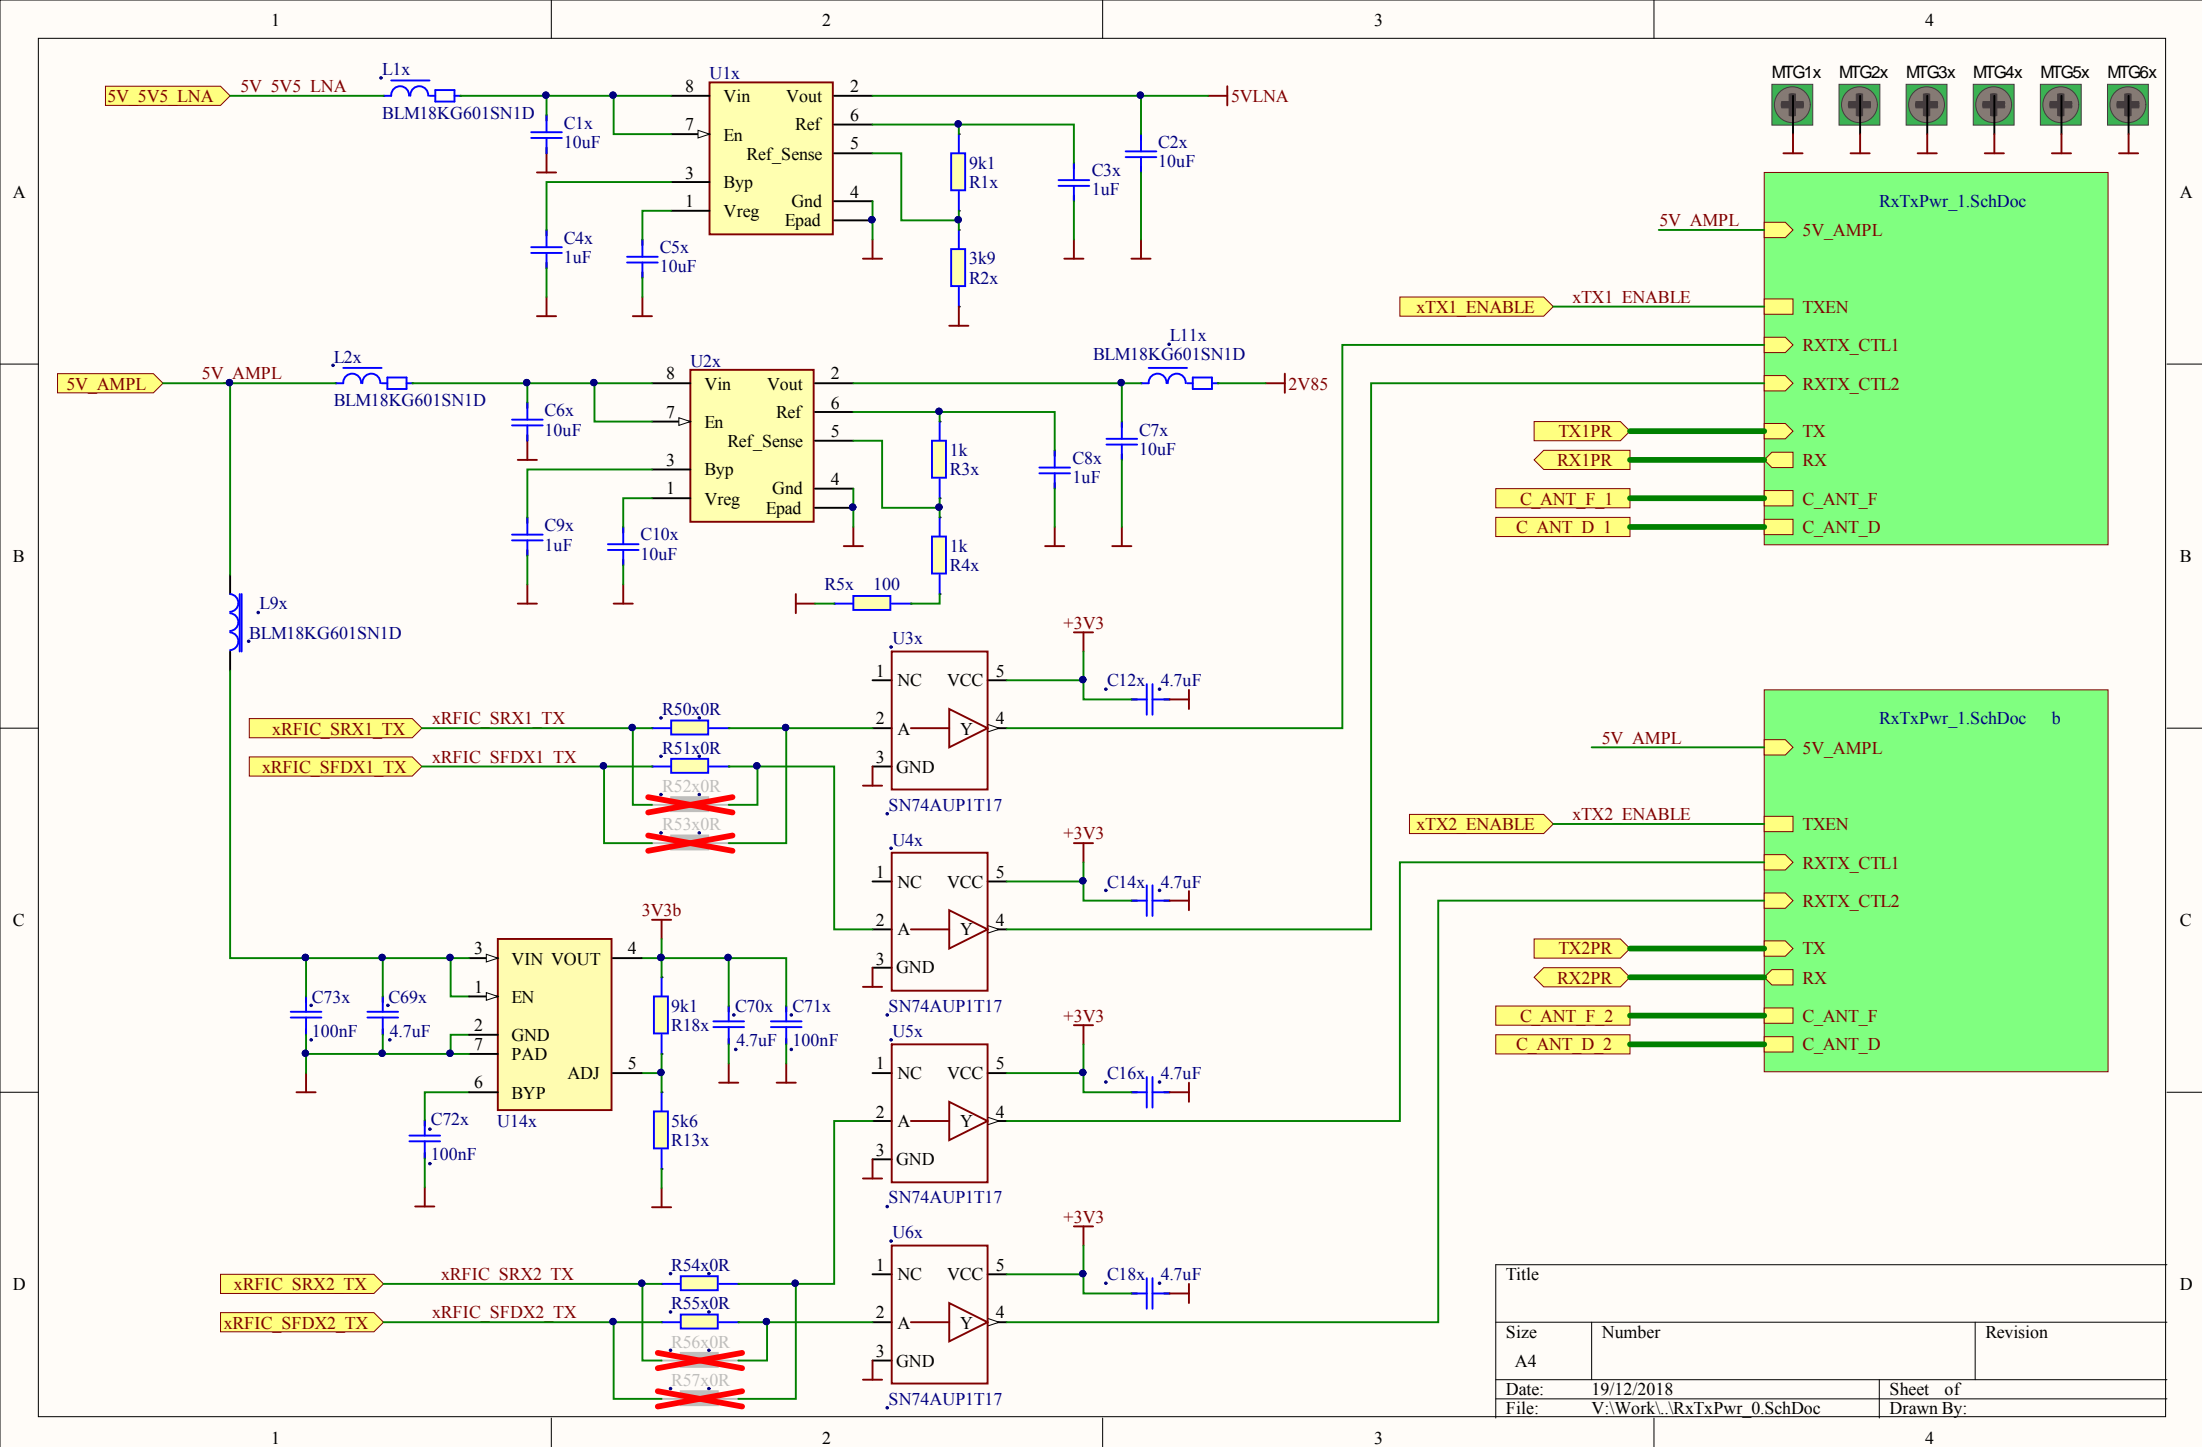 1 2 3 4
A A
B B
C C
D D
1 2 3 4
5V_5V5_LNA
5V_5V5_LNA
L1x
BLM18KG601SN1D
C1x
10uF
U1x
8 Vin Vout 2
7 En Ref 6
Ref_Sense 5
3 Byp
1 Vreg Gnd 4
Epad
5VLNA
9k1
R1x
3k9
R2x
C3x
1uF
C2x
10uF
C4x
1uF
C5x
10uF
MTG1x MTG2x MTG3x MTG4x MTG5x MTG6x
RxTxPwr_1.SchDoc
5V_AMPL 5V_AMPL
xTX1_ENABLE xTX1_ENABLE TXEN
RXTX_CTL1
RXTX_CTL2
TX1PR TX
RX1PR RX
C_ANT_F_1 C_ANT_F
C_ANT_D_1 C_ANT_D
5V_AMPL
5V_AMPL
L2x
BLM18KG601SN1D
C6x
10uF
U2x
8 Vin Vout 2
7 En Ref 6
Ref_Sense 5
3 Byp
1 Vreg Gnd 4
Epad
L11x
BLM18KG601SN1D
2V85
1k
R3x
1k
R4x
R5x 100
C8x
1uF
C7x
10uF
C9x
1uF
C10x
10uF
L9x
BLM18KG601SN1D
xRFIC_SRX1_TX xRFIC_SRX1_TX
xRFIC_SFDX1_TX xRFIC_SFDX1_TX
R50x0R
R51x0R
R52x0R
R53x0R
U3x
1 NC VCC 5
2 A Y 4
3 GND
SN74AUP1T17
+3V3
C12x 4.7uF
U4x
1 NC VCC 5
2 A Y 4
3 GND
SN74AUP1T17
+3V3
C14x 4.7uF
U5x
1 NC VCC 5
2 A Y 4
3 GND
SN74AUP1T17
+3V3
C16x 4.7uF
U6x
1 NC VCC 5
2 A Y 4
3 GND
SN74AUP1T17
+3V3
C18x 4.7uF
3V3b
3 VIN VOUT 4
1 EN
2 GND
7 PAD
ADJ 5
6 BYP
U14x
C73x
100nF
C69x
4.7uF
C72x
100nF
9k1
R18x
5k6
R13x
C70x
4.7uF
C71x
100nF
xRFIC_SRX2_TX xRFIC_SRX2_TX
xRFIC_SFDX2_TX xRFIC_SFDX2_TX
R54x0R
R55x0R
R56x0R
R57x0R
RxTxPwr_1.SchDoc b
5V_AMPL 5V_AMPL
xTX2_ENABLE xTX2_ENABLE TXEN
RXTX_CTL1
RXTX_CTL2
TX2PR TX
RX2PR RX
C_ANT_F_2 C_ANT_F
C_ANT_D_2 C_ANT_D
Title
Size Number Revision
A4
Date: 19/12/2018 Sheet of
File: V:\Work\..\RxTxPwr_0.SchDoc Drawn By: